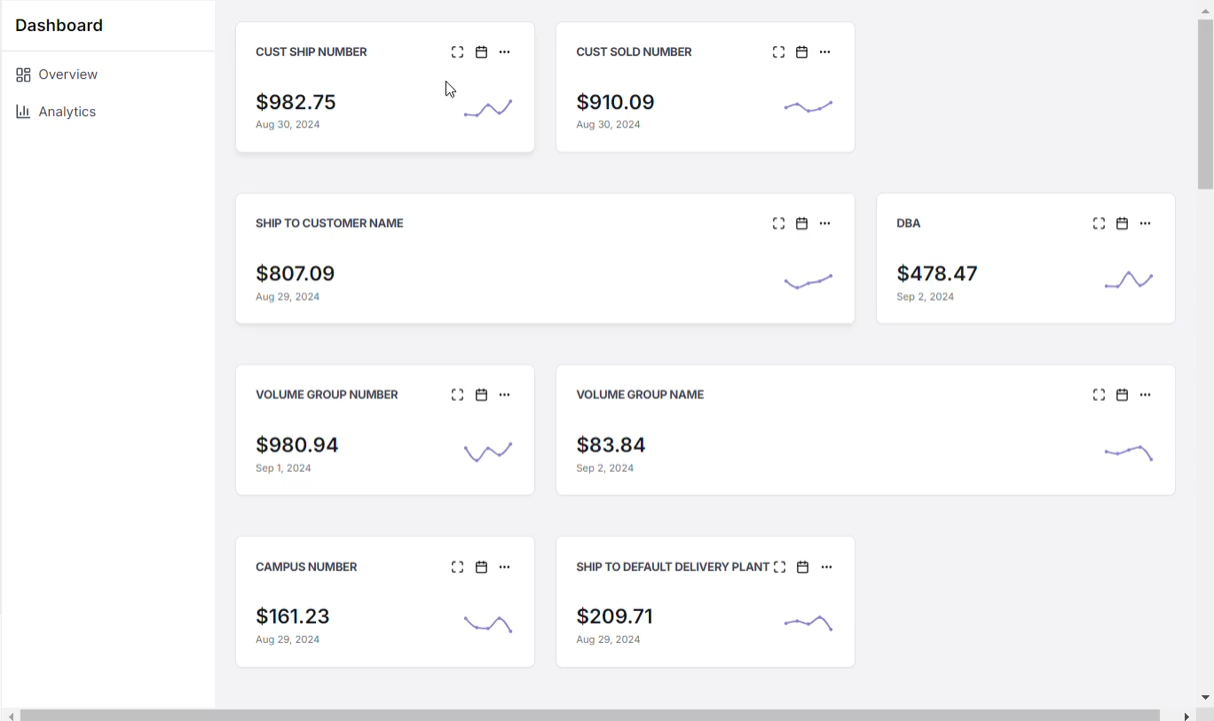 Dashboard
Overview
Analytics
CUST SHIP NUMBER
$982.75
Aug 30, 2024
CUST SOLD NUMBER
$910.09
Aug 30, 2024
SHIP TO CUSTOMER NAME
$807.09
Aug 29, 2024
DBA
$478.47
Sep 2, 2024
VOLUME GROUP NUMBER
$980.94
Sep 1, 2024
VOLUME GROUP NAME
$83.84
Sep 2, 2024
CAMPUS NUMBER
$161.23
Aug 29, 2024
SHIP TO DEFAULT DELIVERY PLANT
$209.71
Aug 29, 2024